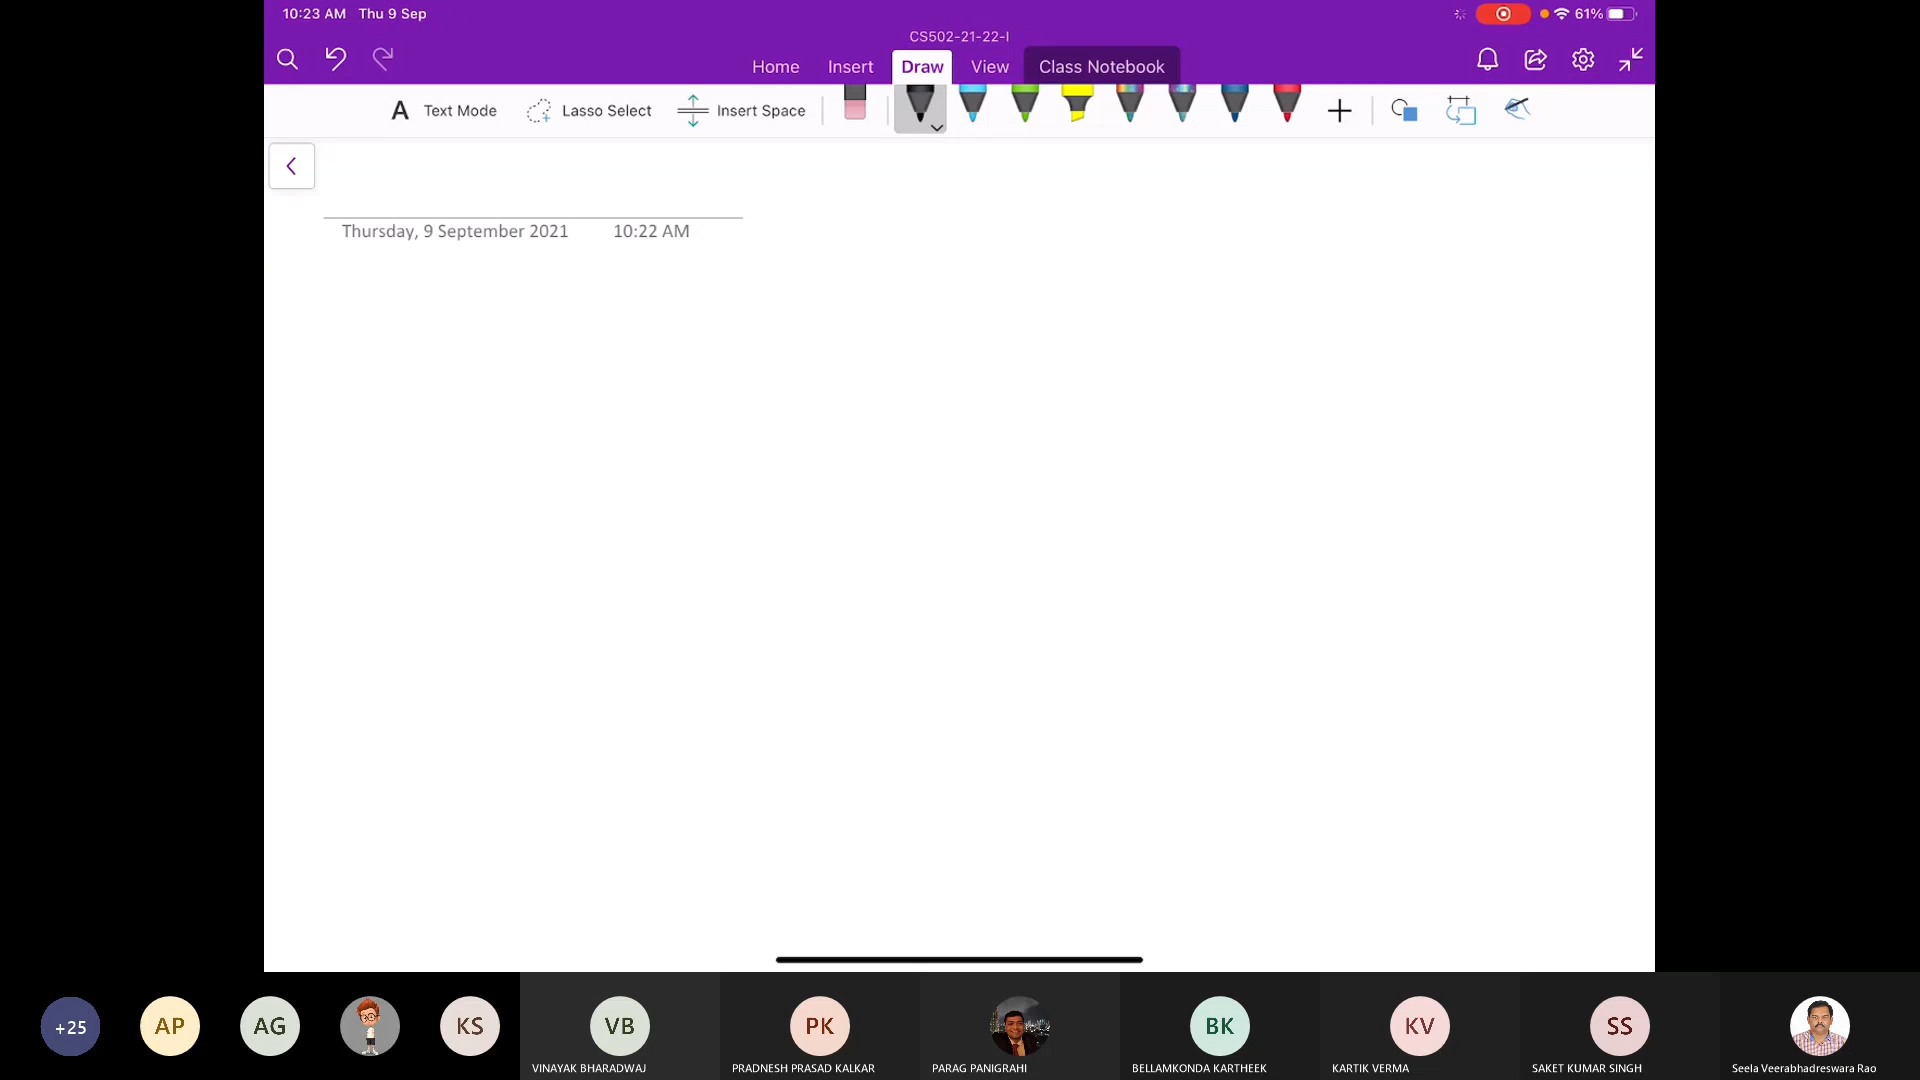 10:23 AM Thu 9 Sep
61%
CS502-21-22-I
Home Insert Draw View Class Notebook
A Text Mode Lasso Select Insert Space
Thursday, 9 September 2021 10:22 AM
+25 AP AG KS VB PK BK KV SS
VINAYAK BHARADWAJ PRADNESH PRASAD KALKAR PARAG PANIGRAHI BELLAMKONDA KARTHEEK KARTIK VERMA SAKET KUMAR SINGH Seela Veerabhadreswara Rao